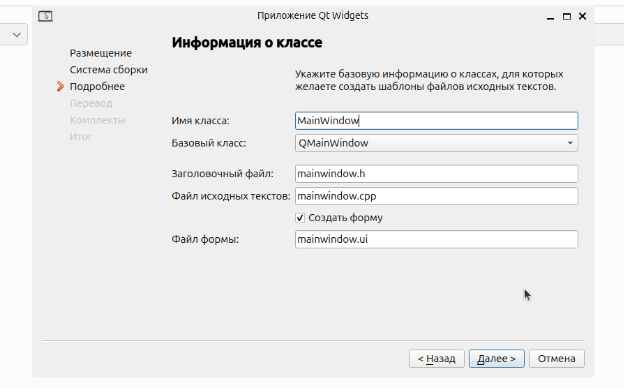 Приложение Qt Widgets
Информация о классе
Размещение
Система сборки
Подробнее
Перевод
Комплекты
Итог
Укажите базовую информацию о классах, для которых
желаете создать шаблоны файлов исходных текстов.
Имя класса: MainWindow
Базовый класс: QMainWindow
Заголовочный файл: mainwindow.h
Файл исходных текстов: mainwindow.cpp
Создать форму
Файл формы: mainwindow.ui
< Назад Далее > Отмена